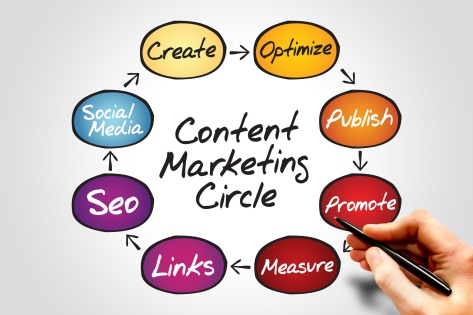 Create
Optimize
Publish
Promote
Measure
Links
Seo
Social
Media
Content
Marketing
Circle